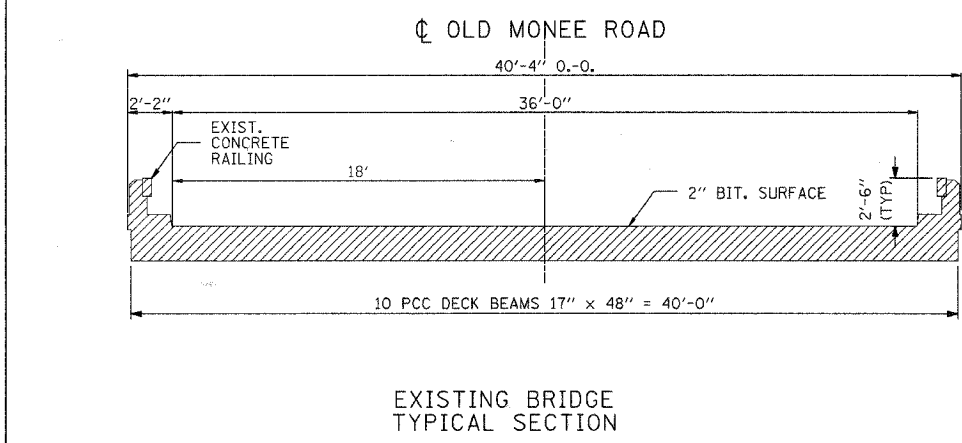 ℄ OLD MONEE ROAD
40'-4" O.-O.
2'-2"
36'-0"
EXIST.
CONCRETE
RAILING
18'
2" BIT. SURFACE
2'-6"
(TYP)
10 PCC DECK BEAMS 17" x 48" = 40'-0"
EXISTING BRIDGE
TYPICAL SECTION